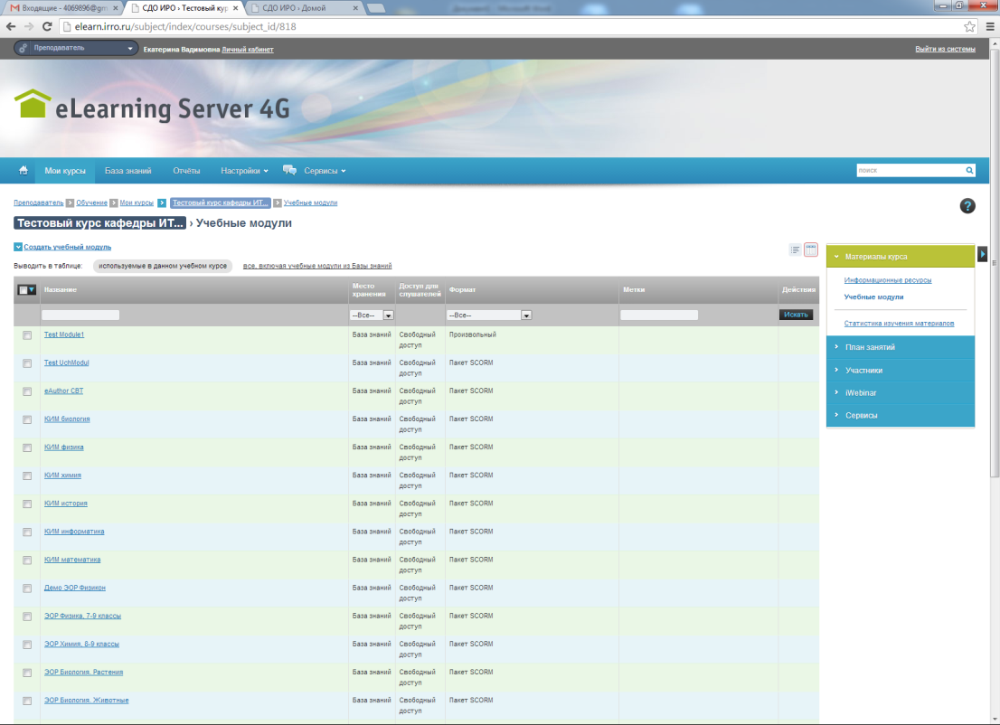 Входящие - 4069896@gm
СДО ИРО › Тестовый кур
СДО ИРО › Домой
elearn.irro.ru/subject/index/courses/subject_id/818
Преподаватель
Екатерина Вадимовна Личный кабинет
Выйти из системы
eLearning Server 4G
Мои курсы
База знаний
Отчёты
Настройки
Сервисы
поиск
Преподаватель
Обучение
Мои курсы
Тестовый курс кафедры ИТ...
Учебные модули
?
Тестовый курс кафедры ИТ... › Учебные модули
Создать учебный модуль
Выводить в таблице: используемые в данном учебном курсе все, включая учебные модули из Базы знаний
Название Место хранения Доступ для слушателей Формат Метки Действия
--Все-- --Все-- Искать
Test Module1 База знаний Свободный доступ Произвольный
Test UchModul База знаний Свободный доступ Пакет SCORM
eAuthor CBT База знаний Свободный доступ Пакет SCORM
КИМ биология База знаний Свободный доступ Пакет SCORM
КИМ физика База знаний Свободный доступ Пакет SCORM
КИМ химия База знаний Свободный доступ Пакет SCORM
КИМ история База знаний Свободный доступ Пакет SCORM
КИМ информатика База знаний Свободный доступ Пакет SCORM
КИМ математика База знаний Свободный доступ Пакет SCORM
Демо ЭОР Физикон База знаний Свободный доступ Пакет SCORM
ЭОР Физика, 7-9 классы База знаний Свободный доступ Пакет SCORM
ЭОР Химия, 8-9 классы База знаний Свободный доступ Пакет SCORM
ЭОР Биология. Растения База знаний Свободный доступ Пакет SCORM
ЭОР Биология. Животные База знаний Свободный доступ Пакет SCORM
Материалы курса
Информационные ресурсы
Учебные модули
Статистика изучения материалов
План занятий
Участники
iWebinar
Сервисы